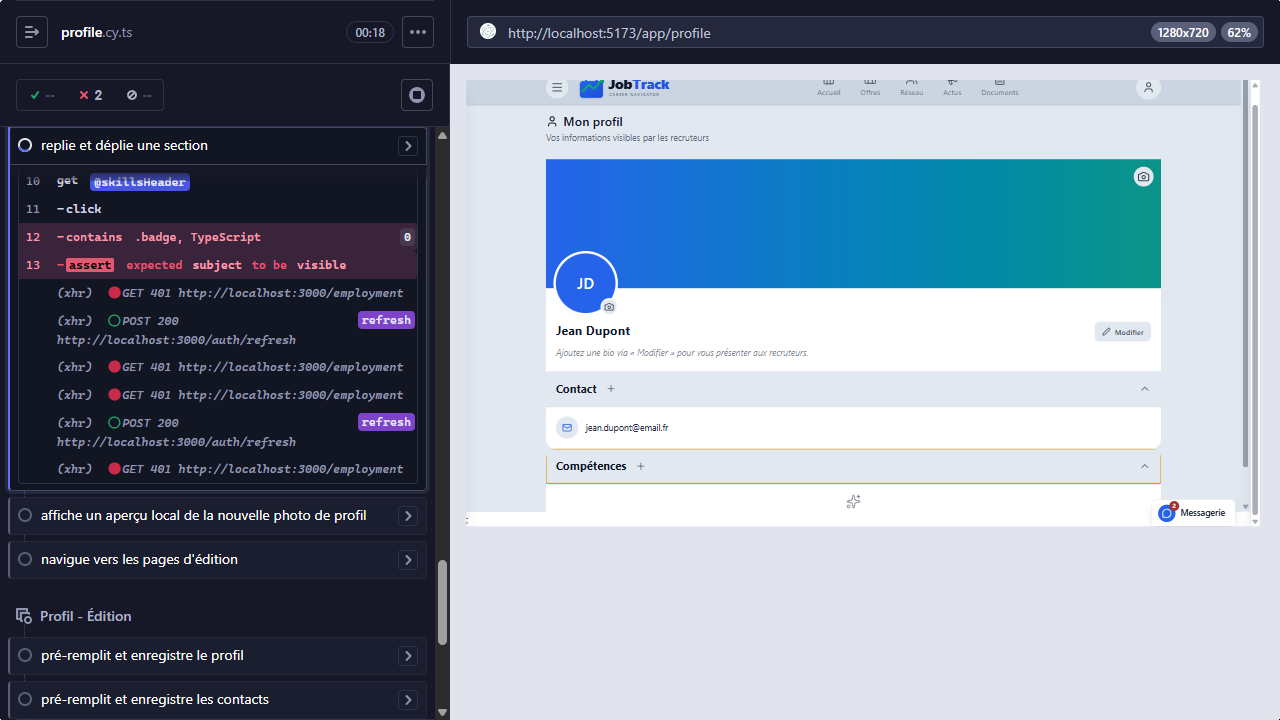 profile.cy.ts
00:18
http://localhost:5173/app/profile
1280x720
62%
--
2
--
replie et déplie une section
10 get @skillsHeader
11 -click
12 -contains .badge, TypeScript 0
13 -assert expected subject to be visible
(xhr) GET 401 http://localhost:3000/employment
(xhr) POST 200 refresh
http://localhost:3000/auth/refresh
(xhr) GET 401 http://localhost:3000/employment
(xhr) GET 401 http://localhost:3000/employment
(xhr) POST 200 refresh
http://localhost:3000/auth/refresh
(xhr) GET 401 http://localhost:3000/employment
affiche un aperçu local de la nouvelle photo de profil
navigue vers les pages d'édition
Profil - Édition
pré-remplit et enregistre le profil
pré-remplit et enregistre les contacts
JobTrack
CAREER NAVIGATOR
Accueil Offres Réseau Actus Documents
Mon profil
Vos informations visibles par les recruteurs
JD
Jean Dupont
Modifier
Ajoutez une bio via « Modifier » pour vous présenter aux recruteurs.
Contact +
jean.dupont@email.fr
Compétences +
2
Messagerie